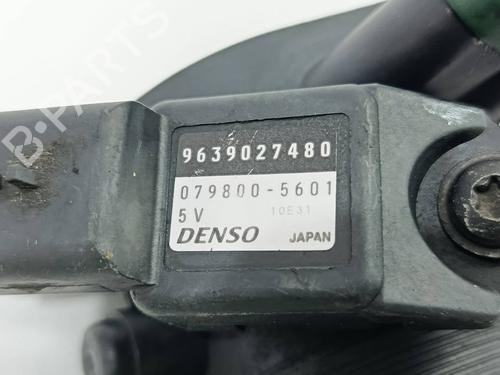 B-PARTS
9639027480
079800-5601
5V 10E31
DENSO JAPAN